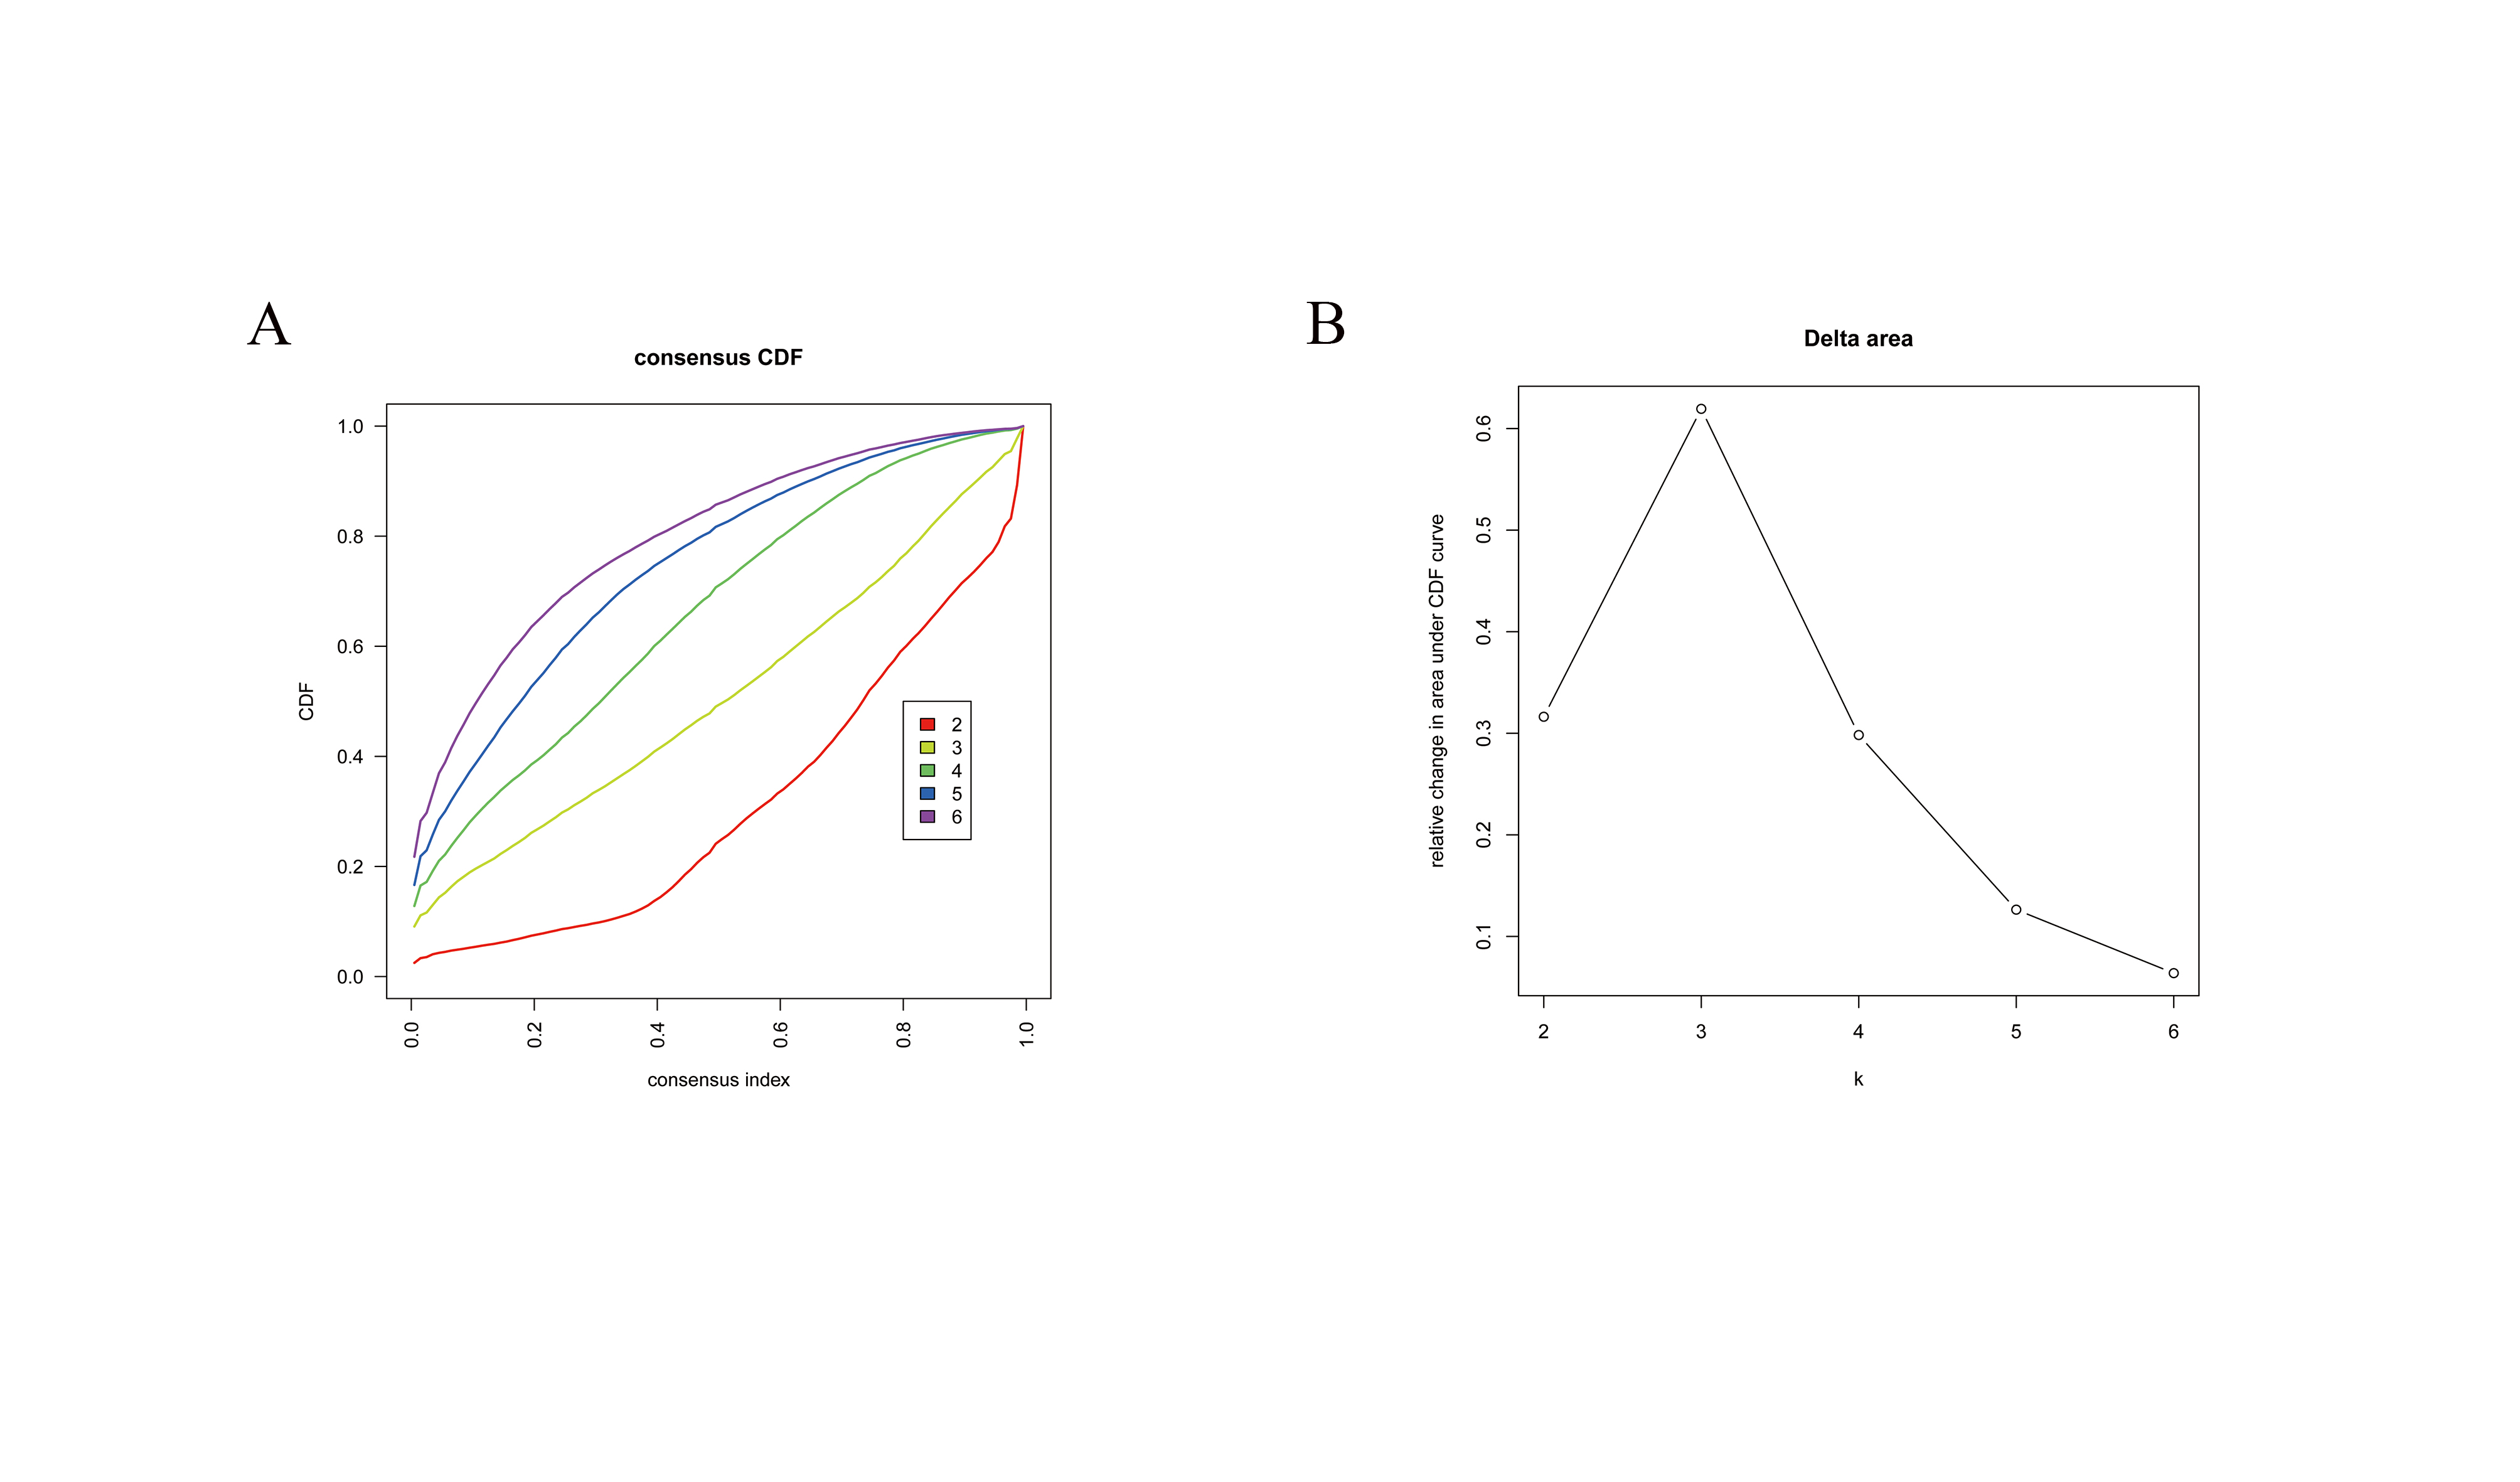 A
consensus CDF
CDF
1.0
0.8
0.6
0.4
0.2
0.0
2
3
4
5
6
0.0 0.2 0.4 0.6 0.8 1.0
consensus index
B
Delta area
relative change in area under CDF curve
0.6
0.5
0.4
0.3
0.2
0.1
2 3 4 5 6
k